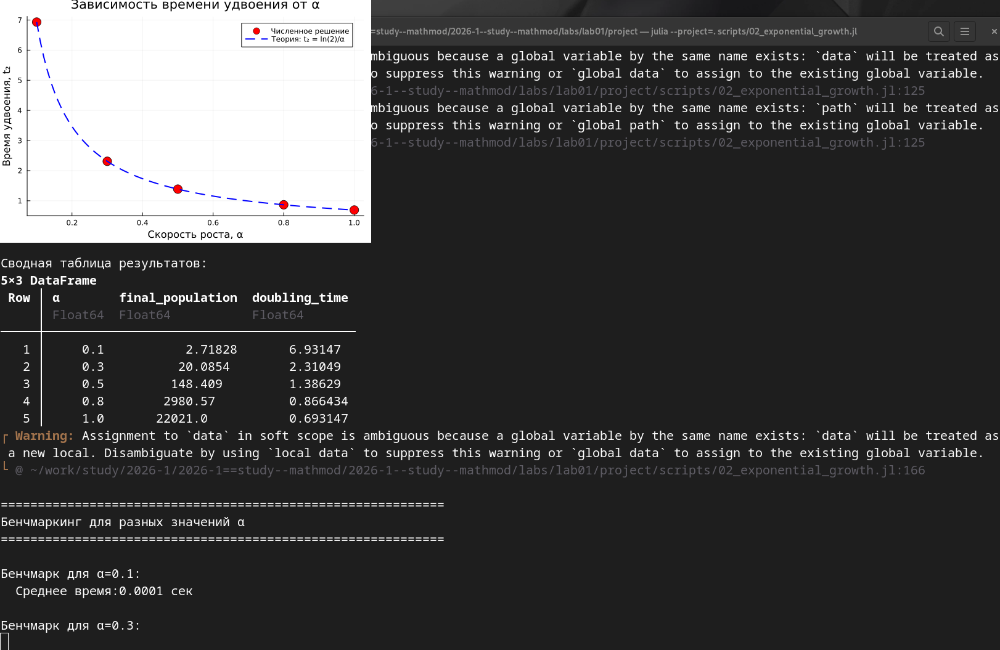 Зависимость времени удвоения от α
7
6
5
4
3
2
1
0.2 0.4 0.6 0.8 1.0
Время удвоения, t₂
Скорость роста, α
Численное решение
Теория: t₂ = ln(2)/α
=study--mathmod/2026-1--study--mathmod/labs/lab01/project — julia --project=. scripts/02_exponential_growth.jl
mbiguous because a global variable by the same name exists: `data` will be treated as
o suppress this warning or `global data` to assign to the existing global variable.
6-1--study--mathmod/labs/lab01/project/scripts/02_exponential_growth.jl:125
mbiguous because a global variable by the same name exists: `path` will be treated as
o suppress this warning or `global path` to assign to the existing global variable.
6-1--study--mathmod/labs/lab01/project/scripts/02_exponential_growth.jl:125
Сводная таблица результатов:
5×3 DataFrame
Row α final_population doubling_time
Float64 Float64 Float64
1 0.1 2.71828 6.93147
2 0.3 20.0854 2.31049
3 0.5 148.409 1.38629
4 0.8 2980.57 0.866434
5 1.0 22021.0 0.693147
┌ Warning: Assignment to `data` in soft scope is ambiguous because a global variable by the same name exists: `data` will be treated as
a new local. Disambiguate by using `local data` to suppress this warning or `global data` to assign to the existing global variable.
└ @ ~/work/study/2026-1/2026-1==study--mathmod/2026-1--study--mathmod/labs/lab01/project/scripts/02_exponential_growth.jl:166
============================================================
Бенчмаркинг для разных значений α
============================================================
Бенчмарк для α=0.1:
Среднее время:0.0001 сек
Бенчмарк для α=0.3: